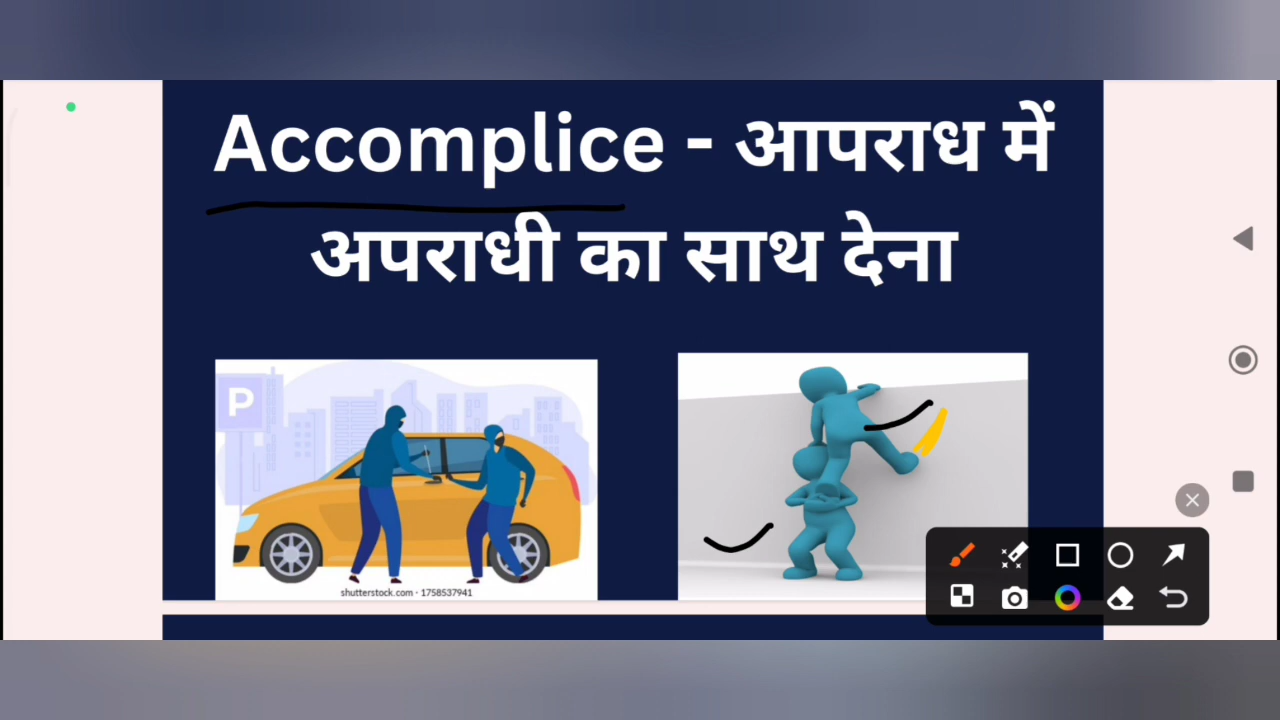 Accomplice - आपराध में
अपराधी का साथ देना
P
shutterstock.com · 1758537941